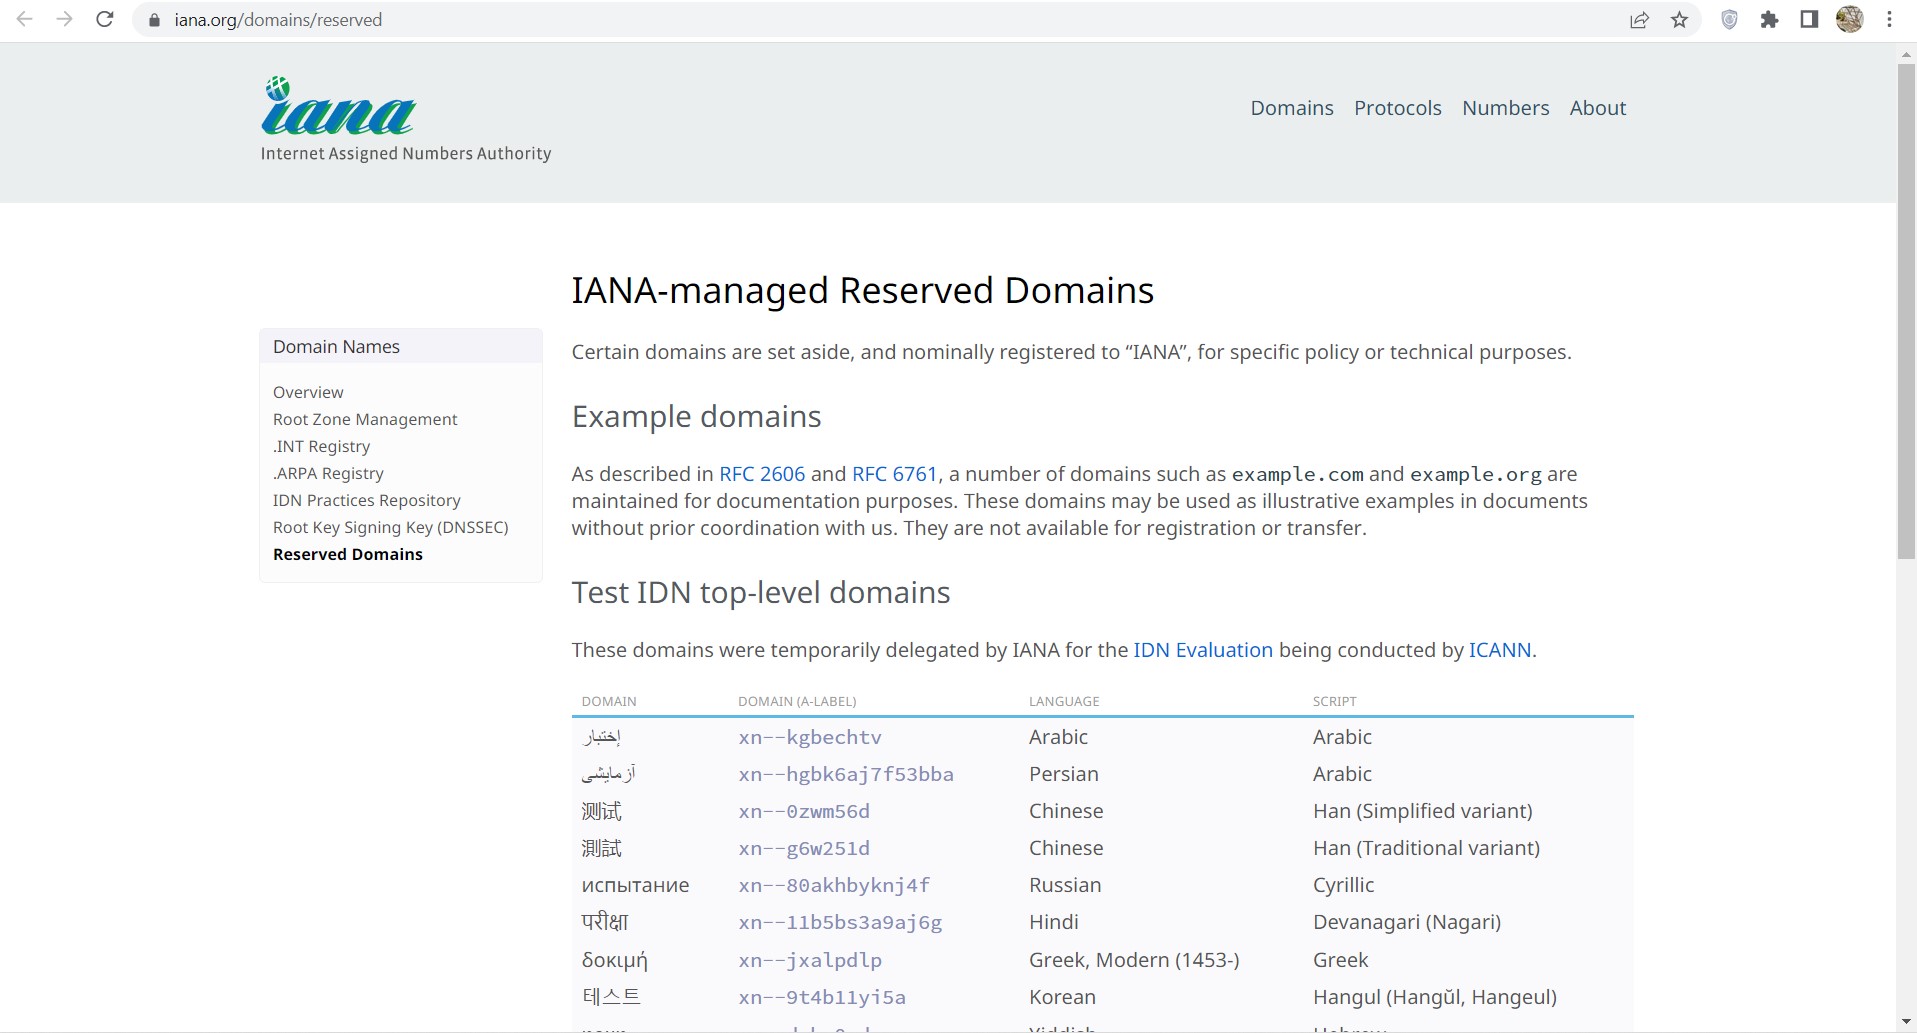 iana.org/domains/reserved
iana
Internet Assigned Numbers Authority
Domains Protocols Numbers About
Domain Names
Overview
Root Zone Management
.INT Registry
.ARPA Registry
IDN Practices Repository
Root Key Signing Key (DNSSEC)
Reserved Domains
IANA-managed Reserved Domains
Certain domains are set aside, and nominally registered to “IANA”, for specific policy or technical purposes.
Example domains
As described in RFC 2606 and RFC 6761, a number of domains such as example.com and example.org are
maintained for documentation purposes. These domains may be used as illustrative examples in documents
without prior coordination with us. They are not available for registration or transfer.
Test IDN top-level domains
These domains were temporarily delegated by IANA for the IDN Evaluation being conducted by ICANN.
DOMAIN DOMAIN (A-LABEL) LANGUAGE SCRIPT
إختبار xn--kgbechtv Arabic Arabic
آزمایشی xn--hgbk6aj7f53bba Persian Arabic
测试 xn--0zwm56d Chinese Han (Simplified variant)
測試 xn--g6w251d Chinese Han (Traditional variant)
испытание xn--80akhbyknj4f Russian Cyrillic
परीक्षा xn--11b5bs3a9aj6g Hindi Devanagari (Nagari)
δοκιμή xn--jxalpdlp Greek, Modern (1453-) Greek
테스트 xn--9t4b11yi5a Korean Hangul (Hangŭl, Hangeul)
Yiddish Hebrew